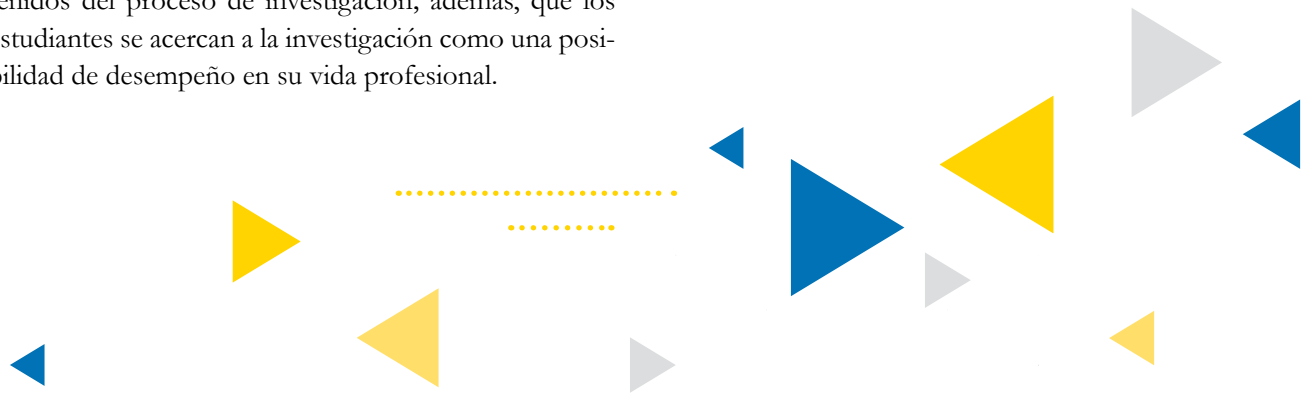 enidos del proceso de investigación, además, que los
studiantes se acercan a la investigación como una posi-
bilidad de desempeño en su vida profesional.